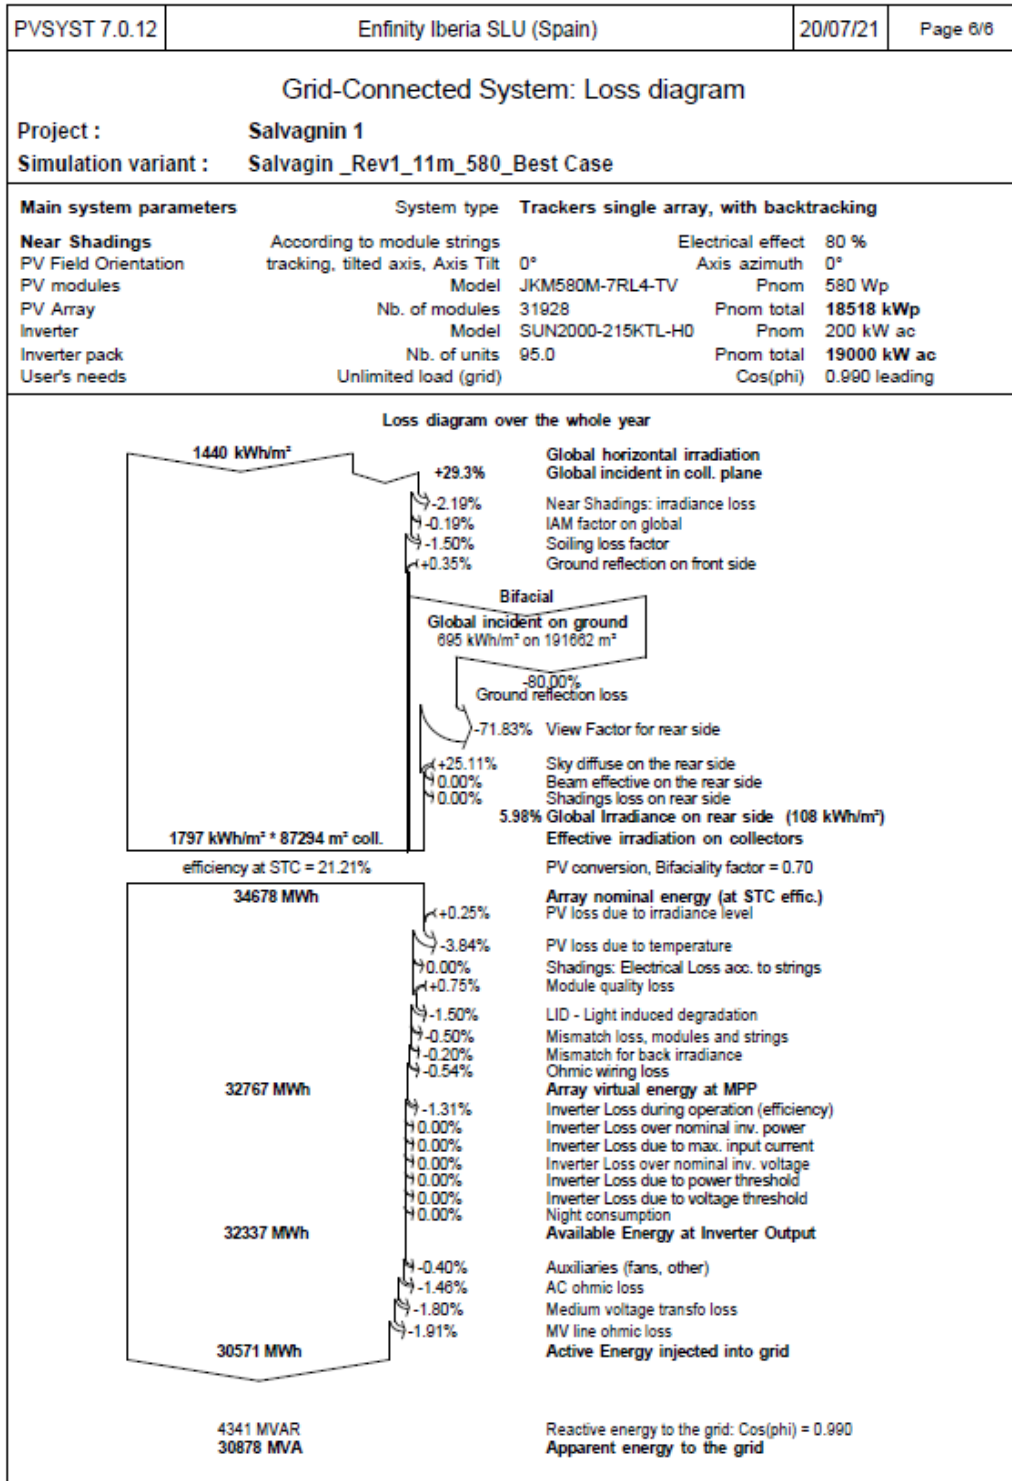 PVSYST 7.0.12 Enfinity Iberia SLU (Spain) 20/07/21 Page 6/6
Grid-Connected System: Loss diagram
Project : Salvagnin 1
Simulation variant : Salvagin _Rev1_11m_580_Best Case
Main system parameters System type Trackers single array, with backtracking
Near Shadings According to module strings Electrical effect 80 %
PV Field Orientation tracking, tilted axis, Axis Tilt 0° Axis azimuth 0°
PV modules Model JKM580M-7RL4-TV Pnom 580 Wp
PV Array Nb. of modules 31928 Pnom total 18518 kWp
Inverter Model SUN2000-215KTL-H0 Pnom 200 kW ac
Inverter pack Nb. of units 95.0 Pnom total 19000 kW ac
User's needs Unlimited load (grid) Cos(phi) 0.990 leading
Loss diagram over the whole year
1440 kWh/m² Global horizontal irradiation
+29.3% Global incident in coll. plane
-2.19% Near Shadings: irradiance loss
-0.19% IAM factor on global
-1.50% Soiling loss factor
+0.35% Ground reflection on front side
Bifacial
Global incident on ground
695 kWh/m² on 191662 m²
-80.00%
Ground reflection loss
-71.83% View Factor for rear side
+25.11% Sky diffuse on the rear side
0.00% Beam effective on the rear side
0.00% Shadings loss on rear side
5.98% Global Irradiance on rear side (108 kWh/m²)
1797 kWh/m² * 87294 m² coll. Effective irradiation on collectors
efficiency at STC = 21.21% PV conversion, Bifaciality factor = 0.70
34678 MWh Array nominal energy (at STC effic.)
+0.25% PV loss due to irradiance level
-3.84% PV loss due to temperature
0.00% Shadings: Electrical Loss acc. to strings
+0.75% Module quality loss
-1.50% LID - Light induced degradation
-0.50% Mismatch loss, modules and strings
-0.20% Mismatch for back irradiance
-0.54% Ohmic wiring loss
32767 MWh Array virtual energy at MPP
-1.31% Inverter Loss during operation (efficiency)
0.00% Inverter Loss over nominal inv. power
0.00% Inverter Loss due to max. input current
0.00% Inverter Loss over nominal inv. voltage
0.00% Inverter Loss due to power threshold
0.00% Inverter Loss due to voltage threshold
0.00% Night consumption
32337 MWh Available Energy at Inverter Output
-0.40% Auxiliaries (fans, other)
-1.46% AC ohmic loss
-1.80% Medium voltage transfo loss
-1.91% MV line ohmic loss
30571 MWh Active Energy injected into grid
4341 MVAR Reactive energy to the grid: Cos(phi) = 0.990
30878 MVA Apparent energy to the grid